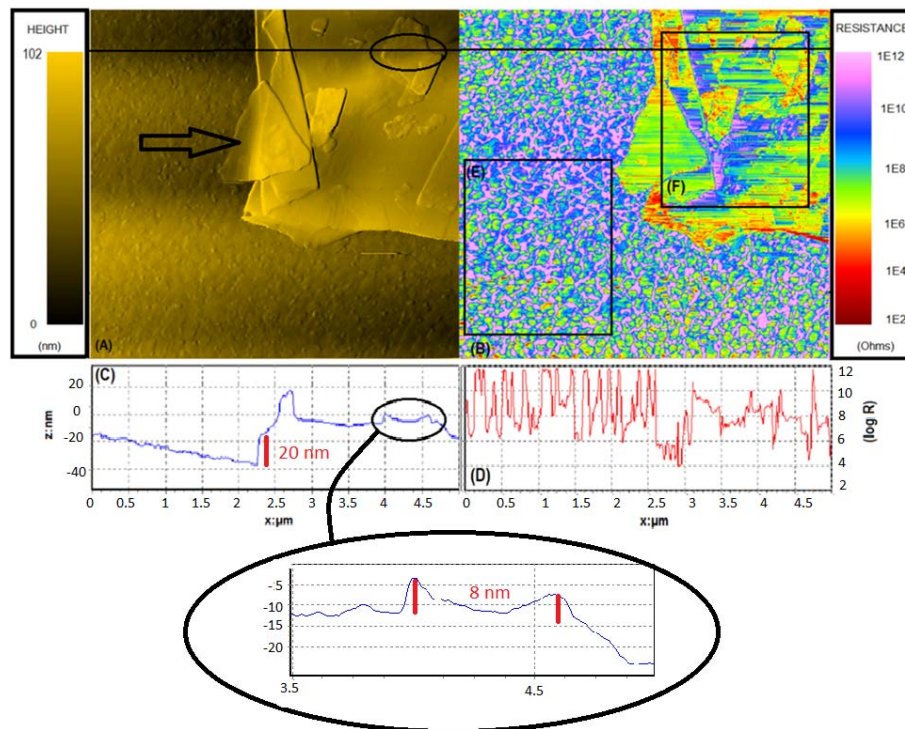 HEIGHT
102
0
(nm)
(A)
(E)
(F)
(B)
RESISTANCE
1E12
1E10
1E8
1E6
1E4
1E2
(Ohms)
(C)
z: nm
20
0
-20
-40
20 nm
0 0.5 1 1.5 2 2.5 3 3.5 4 4.5
x:µm
(D)
12
10
8
6
4
2
(log R)
0 0.5 1 1.5 2 2.5 3 3.5 4 4.5
x:µm
-5
-10
-15
-20
8 nm
3.5 4.5